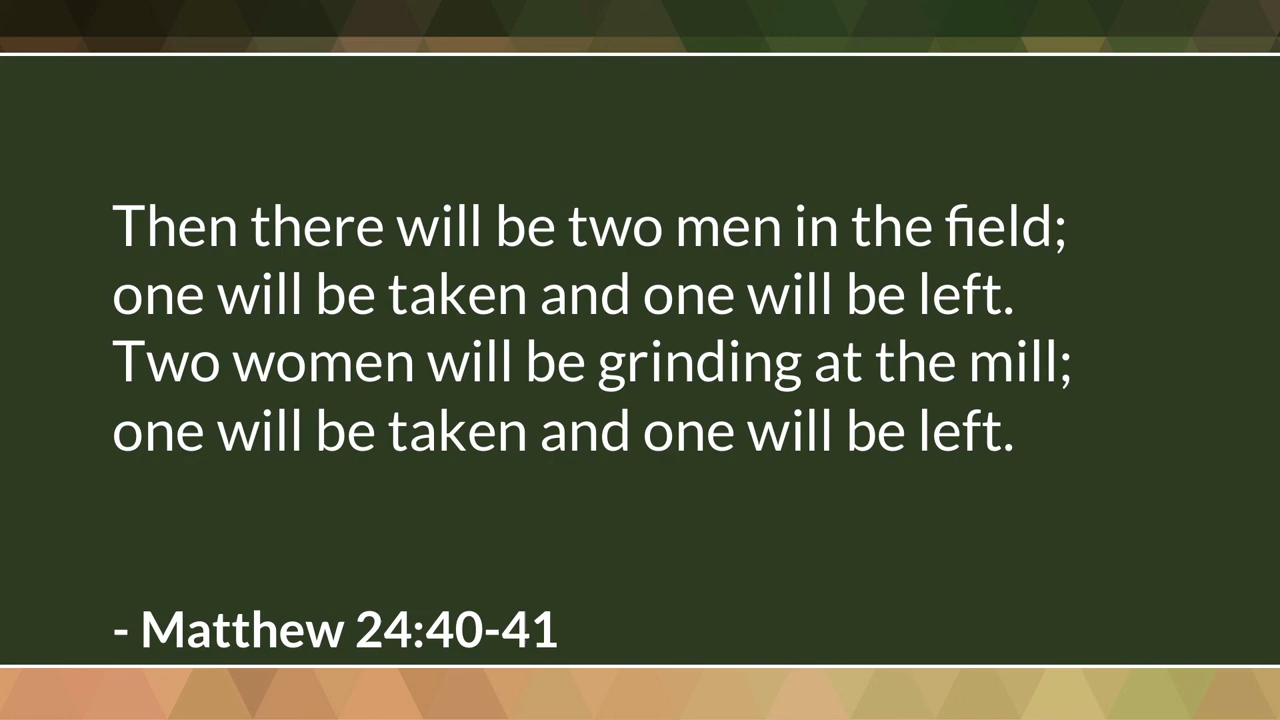 Then there will be two men in the field;
one will be taken and one will be left.
Two women will be grinding at the mill;
one will be taken and one will be left.
- Matthew 24:40-41